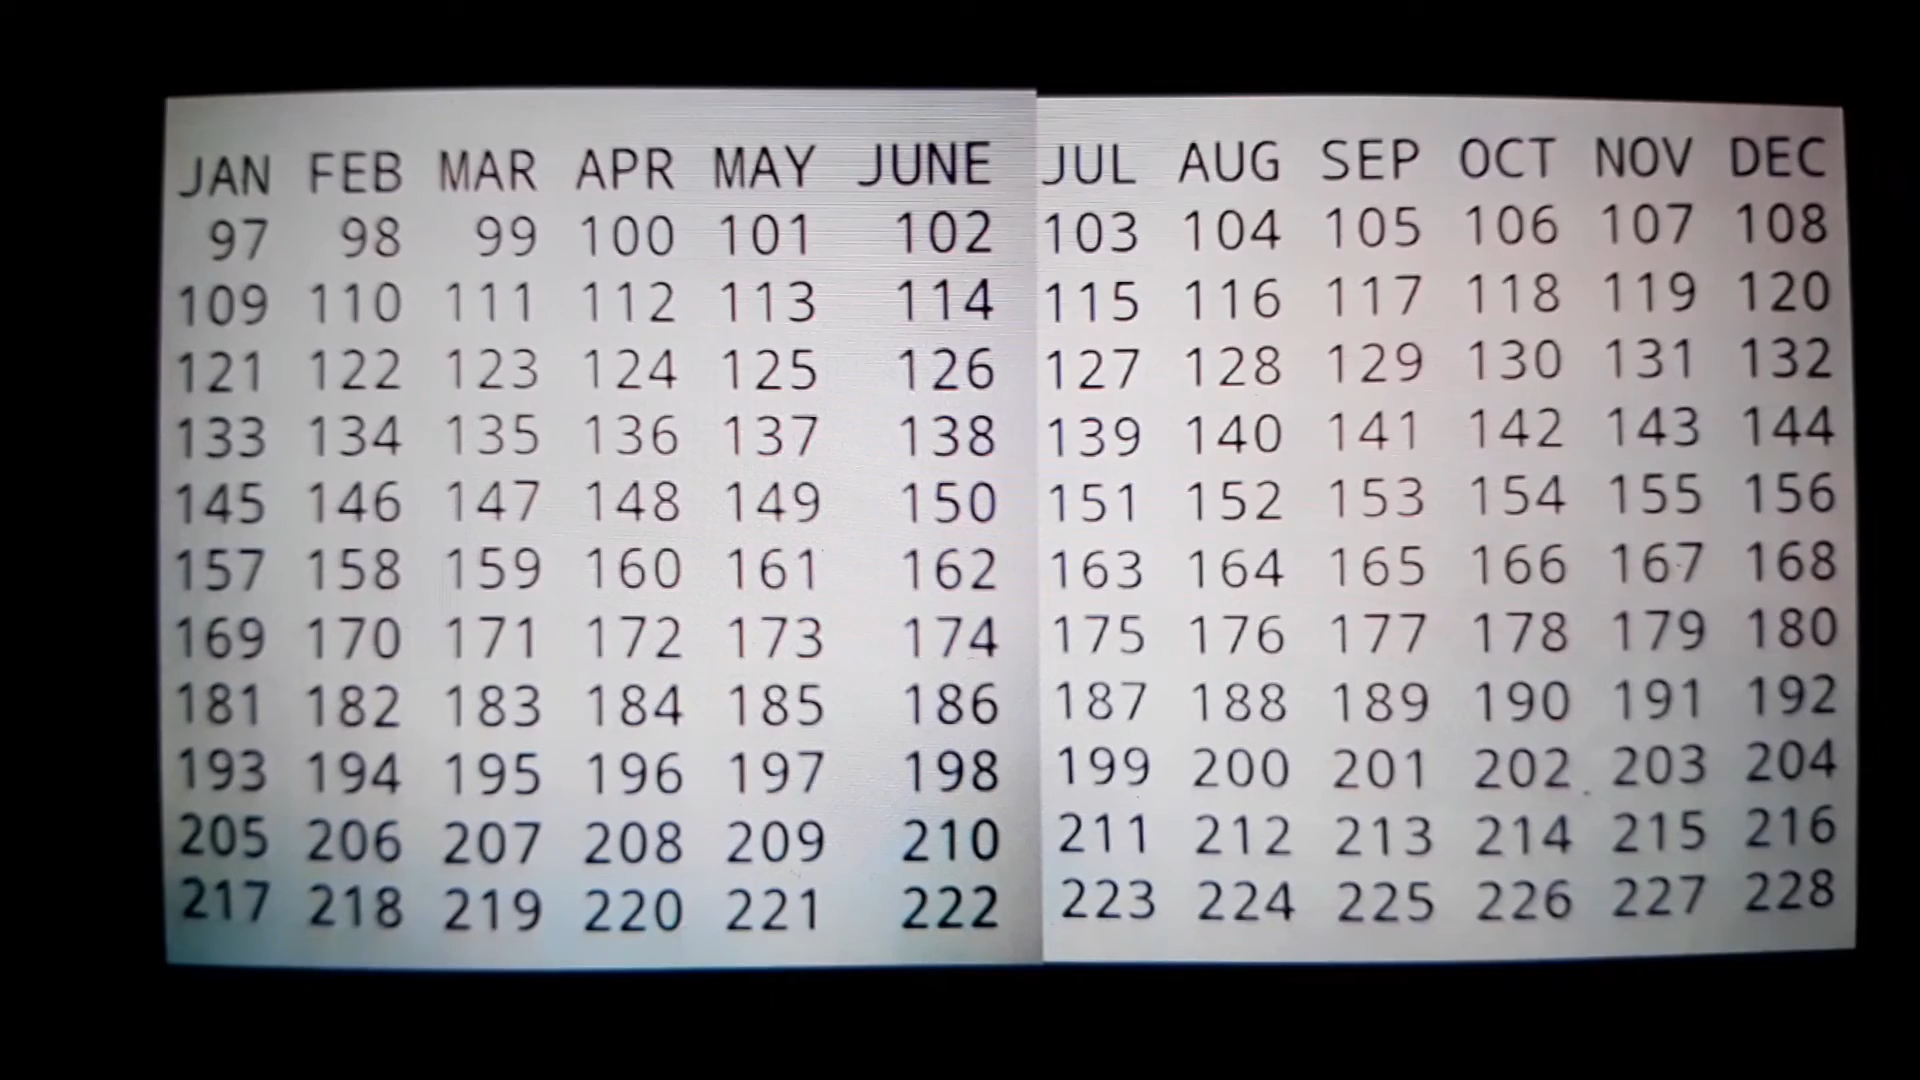 JAN FEB MAR APR MAY JUNE JUL AUG SEP OCT NOV DEC
97 98 99 100 101 102 103 104 105 106 107 108
109 110 111 112 113 114 115 116 117 118 119 120
121 122 123 124 125 126 127 128 129 130 131 132
133 134 135 136 137 138 139 140 141 142 143 144
145 146 147 148 149 150 151 152 153 154 155 156
157 158 159 160 161 162 163 164 165 166 167 168
169 170 171 172 173 174 175 176 177 178 179 180
181 182 183 184 185 186 187 188 189 190 191 192
193 194 195 196 197 198 199 200 201 202 203 204
205 206 207 208 209 210 211 212 213 214 215 216
217 218 219 220 221 222 223 224 225 226 227 228